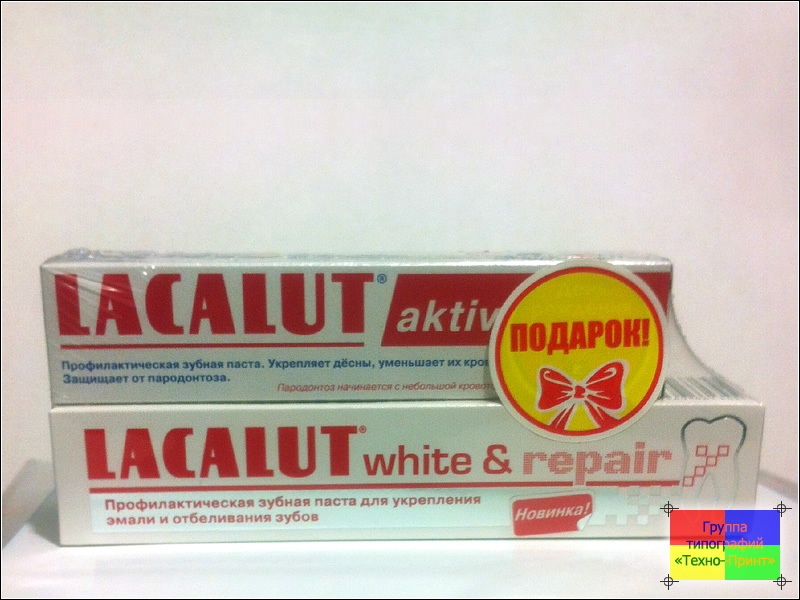 LACALUT® aktiv
Профилактическая зубная паста. Укрепляет дёсны, уменьшает их
Защищает от пародонтоза.
Пародонтоз начинается с небольшой
ПОДАРОК!
LACALUT® white & repair
Профилактическая зубная паста для укрепления
эмали и отбеливания зубов
Новинка!
Группа
типографий
«Техно-Принт»